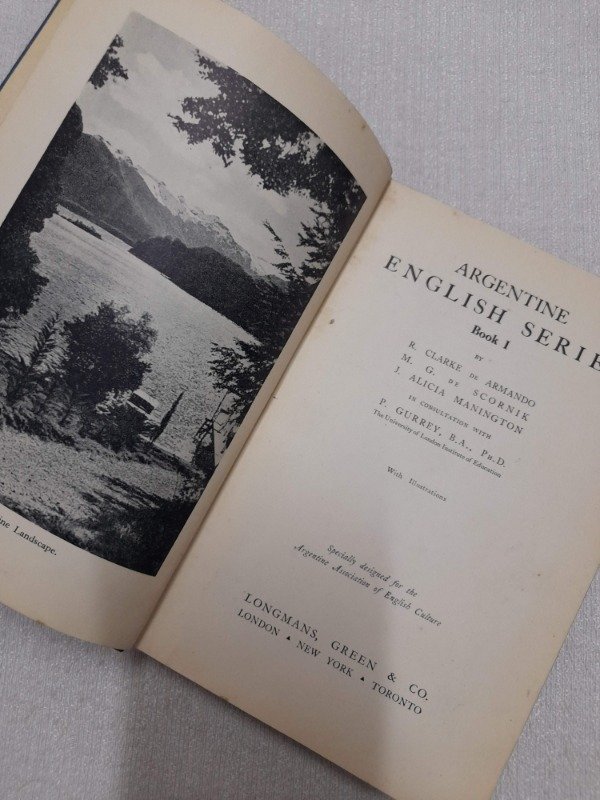 ne Landscape.
ARGENTINE
ENGLISH SERIE
Book I
BY
R. CLARKE DE ARMANDO
M. G. DE SCORNIK
J. ALICIA MANINGTON
IN CONSULTATION WITH
P. GURREY, B.A., PH.D.
The University of London Institute of Education
With Illustrations
Specially designed for the
Argentine Association of English Culture
LONGMANS, GREEN & CO.
LONDON ▲ NEW YORK ▲ TORONTO